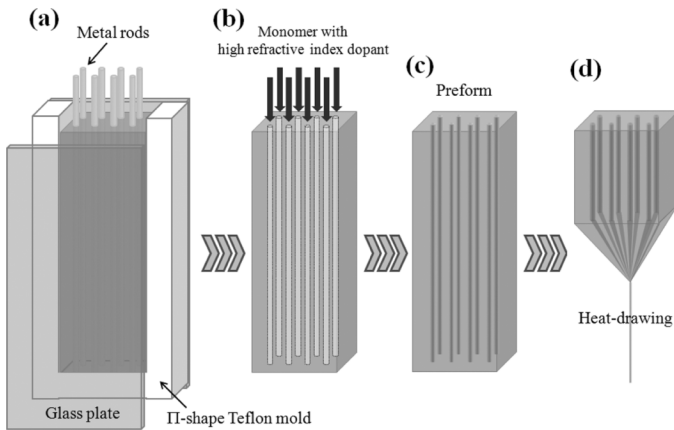 (a)
Metal rods
Glass plate
Π-shape Teflon mold
(b)
Monomer with
high refractive index dopant
(c)
Preform
(d)
Heat-drawing